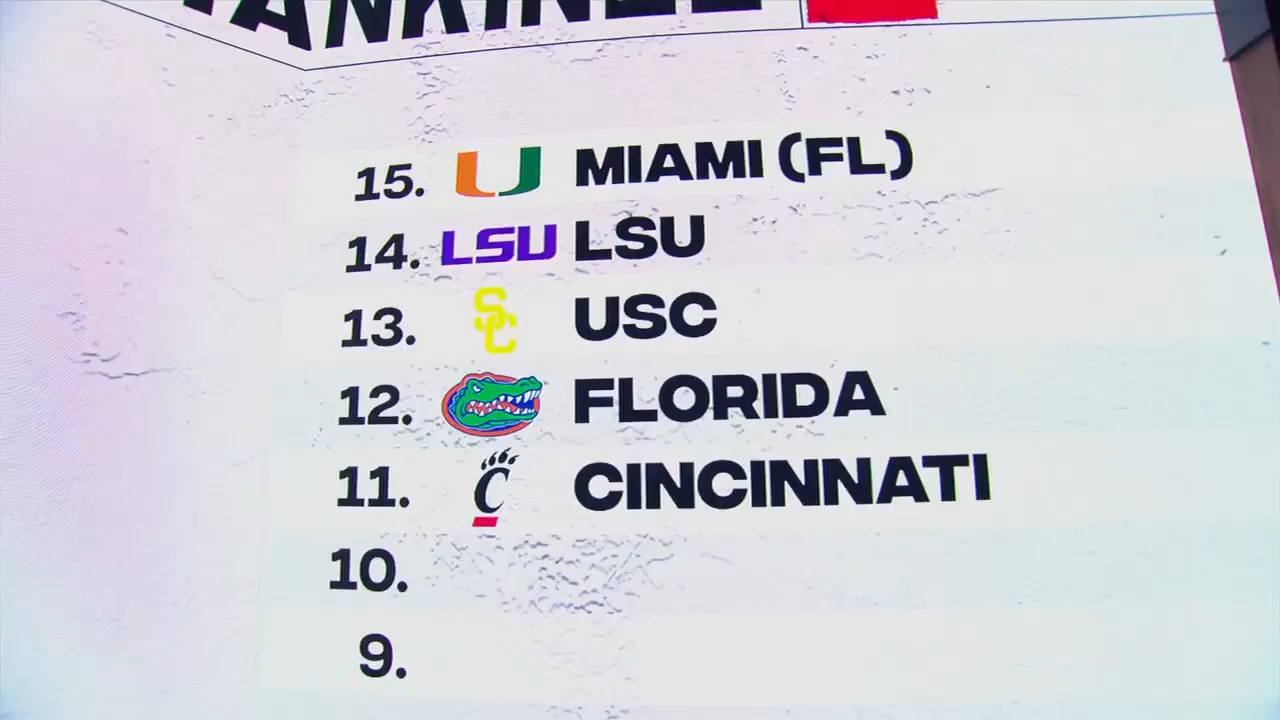 15. U MIAMI (FL)
14. LSU LSU
13. SC USC
12. FLORIDA
11. C CINCINNATI
10.
9.